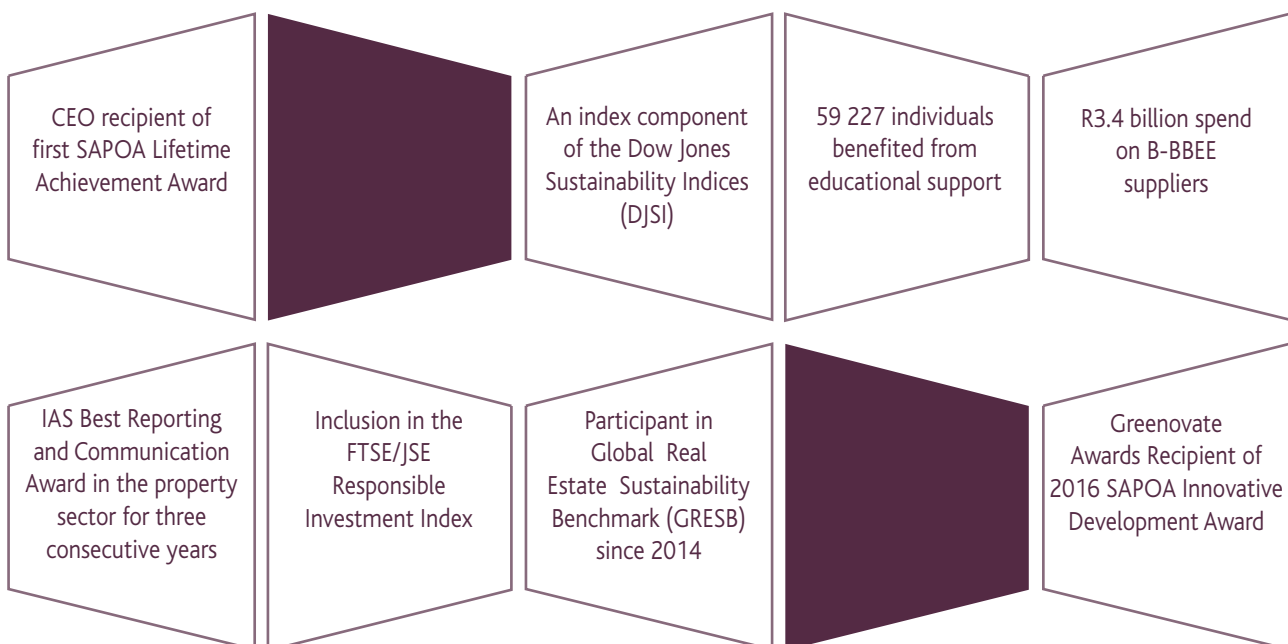 CEO recipient of
first SAPOA Lifetime
Achievement Award
An index component
of the Dow Jones
Sustainability Indices
(DJSI)
59 227 individuals
benefited from
educational support
R3.4 billion spend
on B-BBEE
suppliers
IAS Best Reporting
and Communication
Award in the property
sector for three
consecutive years
Inclusion in the
FTSE/JSE
Responsible
Investment Index
Participant in
Global Real
Estate Sustainability
Benchmark (GRESB)
since 2014
Greenovate
Awards Recipient of
2016 SAPOA Innovative
Development Award